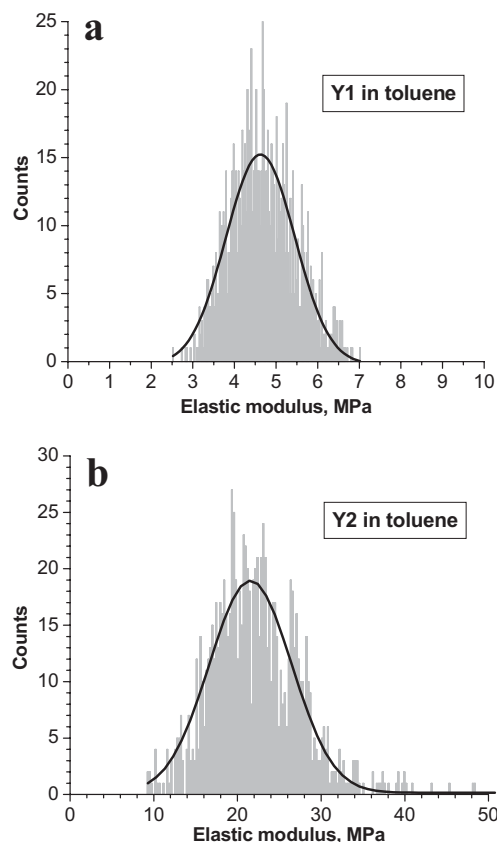 a
25
Y1 in toluene
20
15
Counts
10
5
0
0 1 2 3 4 5 6 7 8 9 10
Elastic modulus, MPa
b
30
Y2 in toluene
25
20
15
Counts
10
5
0
0 10 20 30 40 50
Elastic modulus, MPa